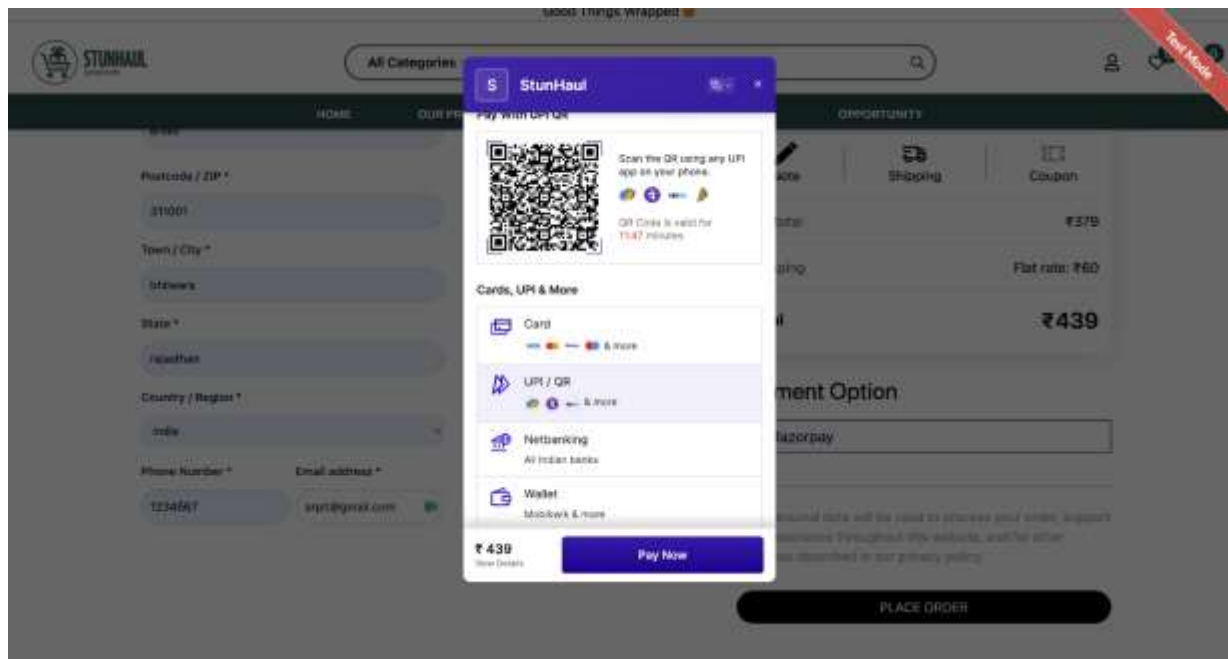 Good Things Wrapped
Test Mode
STUNHAUL
All Categories
HOME
OPPORTUNITY
S StunHaul
Pay With UPI QR
Scan the QR using any UPI
app on your phone.
QR Code is valid for
11:47 minutes
Cards, UPI & More
Card
& more
UPI / QR
& more
Netbanking
All Indian banks
Wallet
Mobikwik & more
₹ 439
View Details
Pay Now
Postcode / ZIP *
311001
Town / City *
State *
Country / Region *
India
Phone Number *
Email address *
1234567
Shipping
Coupon
₹379
Flat rate: ₹60
₹439
ment Option
Razorpay
PLACE ORDER